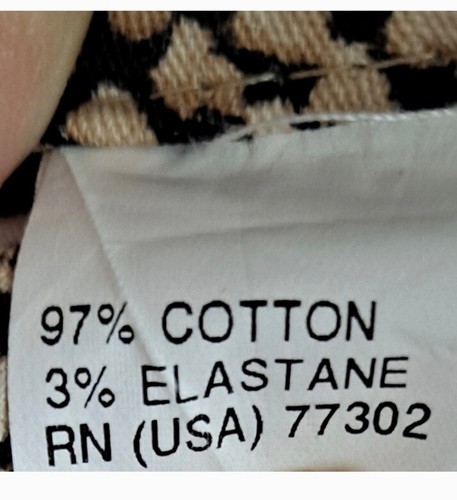 97% COTTON
3% ELASTANE
RN (USA) 77302